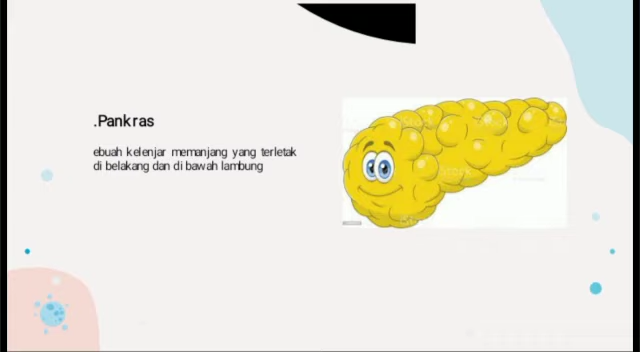 .Pankras
ebuah kelenjar memanjang yang terletak
di belakang dan di bawah lambung